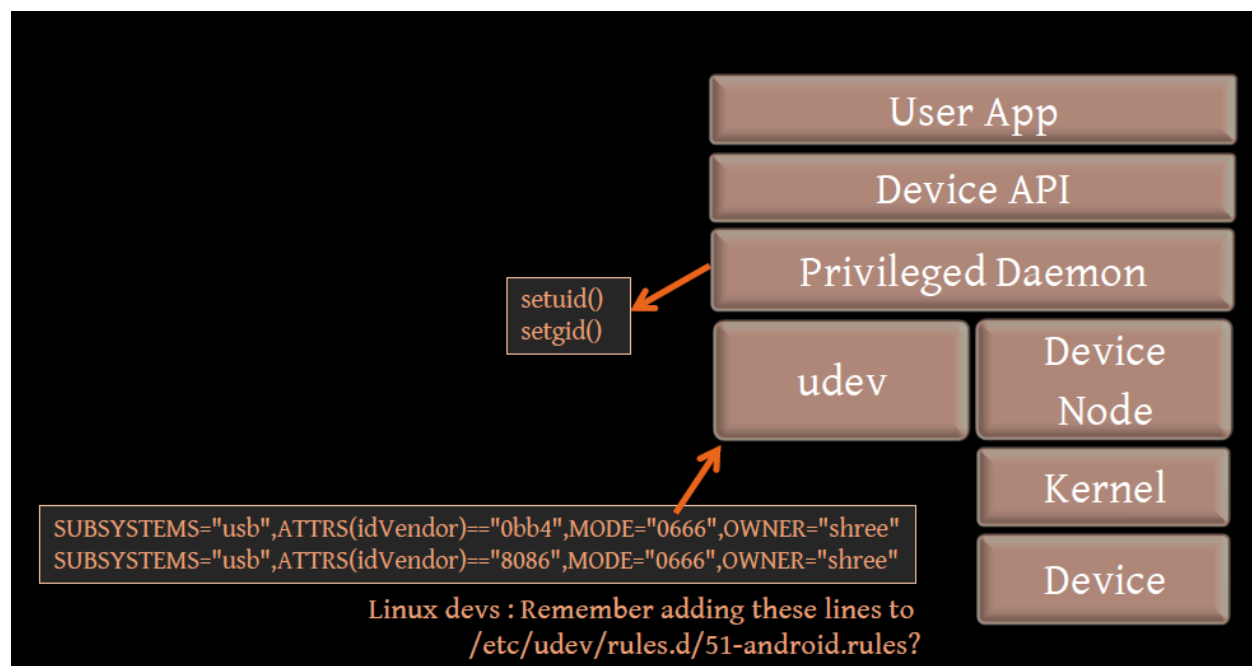 User App
Device API
Privileged Daemon
setuid()
setgid()
udev
Device
Node
Kernel
Device
SUBSYSTEMS="usb",ATTRS(idVendor)=="0bb4",MODE="0666",OWNER="shree"
SUBSYSTEMS="usb",ATTRS(idVendor)=="8086",MODE="0666",OWNER="shree"
Linux devs : Remember adding these lines to
/etc/udev/rules.d/51-android.rules?